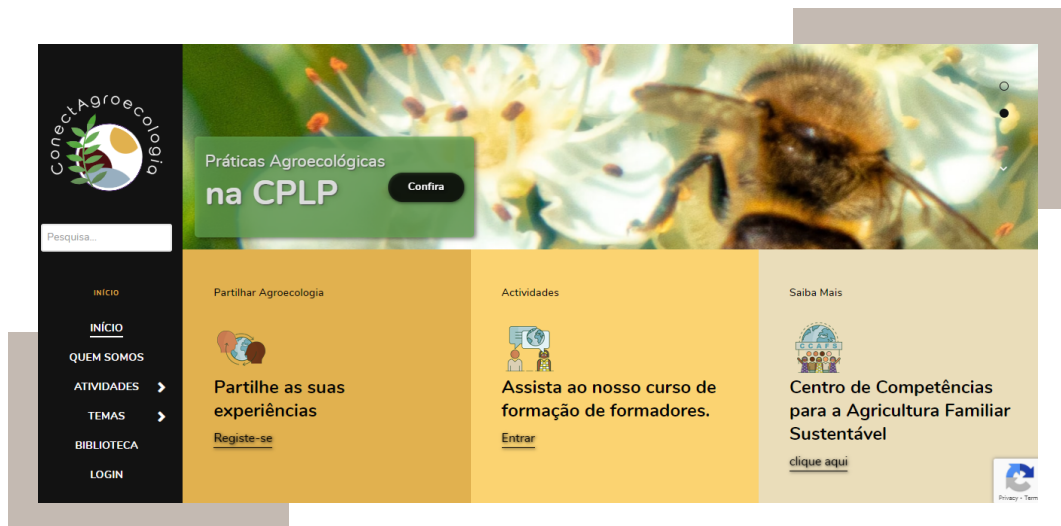 ConectAgroecologia
Pesquisa...
INÍCIO
INÍCIO
QUEM SOMOS
ATIVIDADES
TEMAS
BIBLIOTECA
LOGIN
Práticas Agroecológicas
na CPLP
Confira
Partilhar Agroecologia
Partilhe as suas
experiências
Registe-se
Actividades
Assista ao nosso curso de
formação de formadores.
Entrar
Saiba Mais
CCAFS
Centro de Competências
para a Agricultura Familiar
Sustentável
clique aqui
Privacy - Term